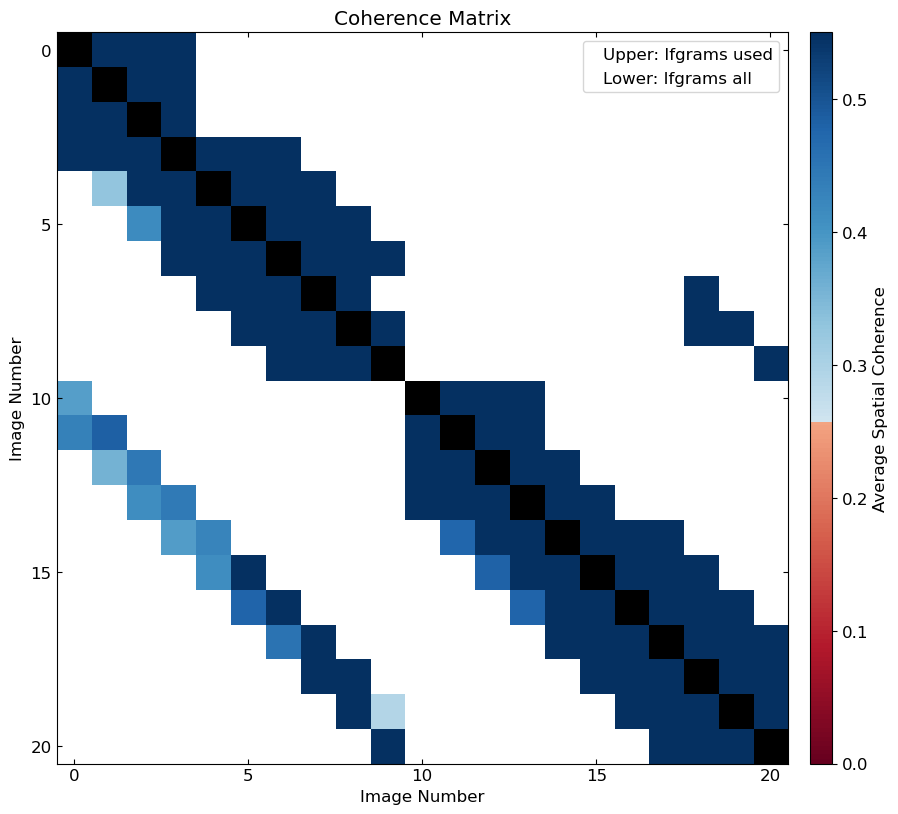 Coherence Matrix
Upper: Ifgrams used
Lower: Ifgrams all
0
5
10
15
20
Image Number
0
5
10
15
20
Image Number
0.5
0.4
0.3
0.2
0.1
0.0
Average Spatial Coherence